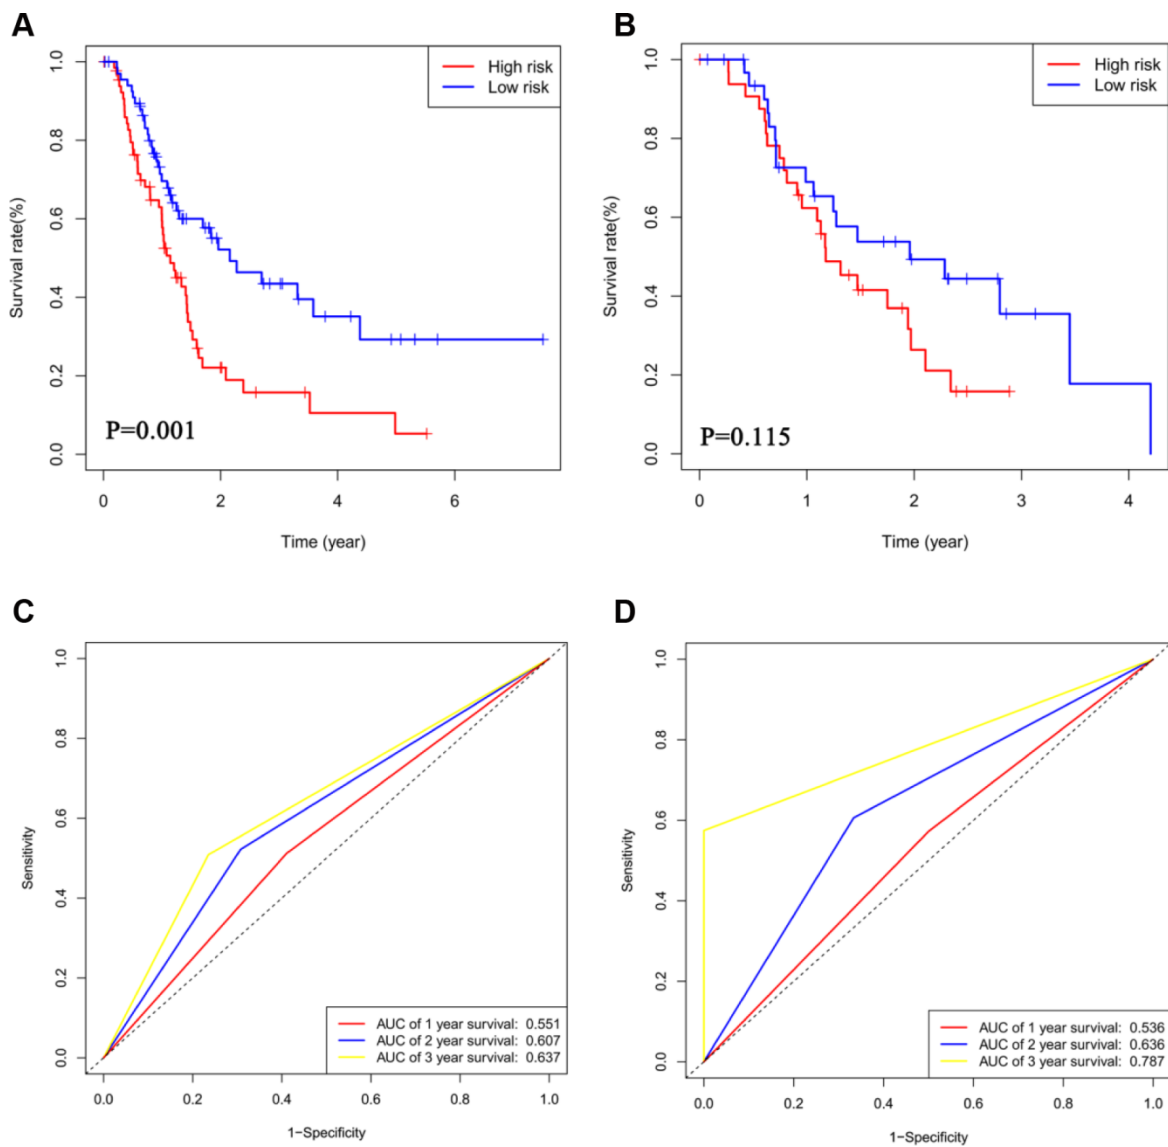 A
High risk
Low risk
Survival rate(%)
0.0 0.2 0.4 0.6 0.8 1.0
P=0.001
0 2 4 6
Time (year)
B
High risk
Low risk
Survival rate(%)
0.0 0.2 0.4 0.6 0.8 1.0
P=0.115
0 1 2 3 4
Time (year)
C
Sensitivity
0.0 0.2 0.4 0.6 0.8 1.0
AUC of 1 year survival: 0.551
AUC of 2 year survival: 0.607
AUC of 3 year survival: 0.637
0.0 0.2 0.4 0.6 0.8 1.0
1-Specificity
D
Sensitivity
0.0 0.2 0.4 0.6 0.8 1.0
AUC of 1 year survival: 0.536
AUC of 2 year survival: 0.636
AUC of 3 year survival: 0.787
0.0 0.2 0.4 0.6 0.8 1.0
1-Specificity